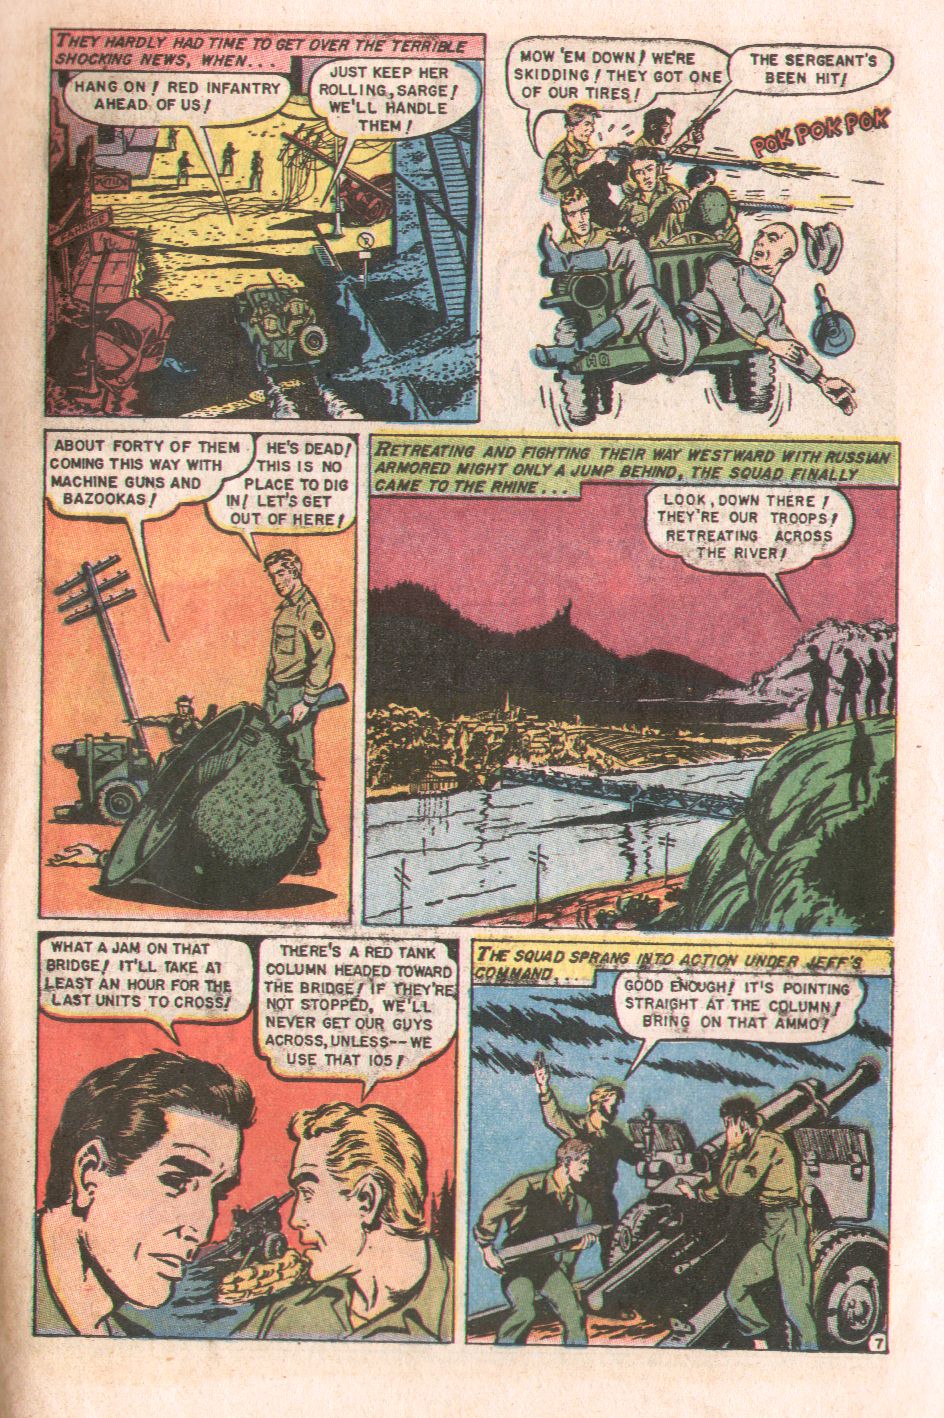 THEY HARDLY HAD TIME TO GET OVER THE TERRIBLE
SHOCKING NEWS, WHEN...
HANG ON! RED INFANTRY
AHEAD OF US!
JUST KEEP HER
ROLLING, SARGE!
WE'LL HANDLE
THEM!
MOW 'EM DOWN! WE'RE
SKIDDING! THEY GOT ONE
OF OUR TIRES!
THE SERGEANT'S
BEEN HIT!
POK POK POK
HQ
ABOUT FORTY OF THEM
COMING THIS WAY WITH
MACHINE GUNS AND
BAZOOKAS!
HE'S DEAD!
THIS IS NO
PLACE TO DIG
IN! LET'S GET
OUT OF HERE!
RETREATING AND FIGHTING THEIR WAY WESTWARD WITH RUSSIAN
ARMORED MIGHT ONLY A JUMP BEHIND, THE SQUAD FINALLY
CAME TO THE RHINE...
LOOK, DOWN THERE!
THEY'RE OUR TROOPS!
RETREATING ACROSS
THE RIVER!
WHAT A JAM ON THAT
BRIDGE! IT'LL TAKE AT
LEAST AN HOUR FOR THE
LAST UNITS TO CROSS!
THERE'S A RED TANK
COLUMN HEADED TOWARD
THE BRIDGE! IF THEY'RE
NOT STOPPED, WE'LL
NEVER GET OUR GUYS
ACROSS, UNLESS-- WE
USE THAT 105!
THE SQUAD SPRANG INTO ACTION UNDER JEFF'S
COMMAND...
GOOD ENOUGH! IT'S POINTING
STRAIGHT AT THE COLUMN!
BRING ON THAT AMMO!
7